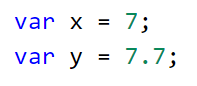 var x = 7;
var y = 7.7;